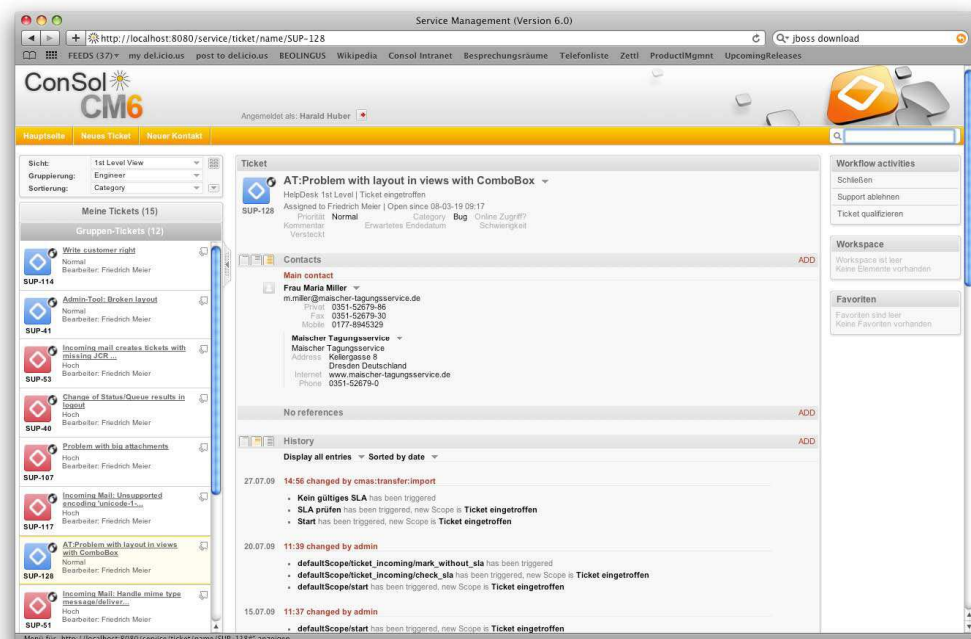 Service Management (Version 6.0)
http://localhost:8080/service/ticket/name/SUP-128
jboss download
FEEDS (37) my del.icio.us post to del.icio.us BEOLINGUS Wikipedia Consol Intranet Besprechungsräume Telefonliste Zettl ProductMgmnt UpcomingReleases
ConSol
CM6
Angemeldet als: Harald Huber
Hauptseite Neues Ticket Neuer Kontakt
Sicht: 1st Level View
Gruppierung: Engineer
Sortierung: Category
Meine Tickets (15)
Gruppen-Tickets (12)
Write customer right
Normal
Bearbeiter: Friedrich Meier
SUP-114
Admin-Tool: Broken layout
Normal
Bearbeiter: Friedrich Meier
SUP-41
Incoming mail creates tickets with
missing JCR ...
Hoch
Bearbeiter: Friedrich Meier
SUP-53
Change of Status/Queue results in
logout
Hoch
Bearbeiter: Friedrich Meier
SUP-40
Problem with big attachments
Hoch
Bearbeiter: Friedrich Meier
SUP-107
Incoming Mail: Unsupported
encoding 'unicode-1-...
Hoch
Bearbeiter: Friedrich Meier
SUP-117
AT:Problem with layout in views
with ComboBox
Normal
Bearbeiter: Friedrich Meier
SUP-128
Incoming Mail: Handle mime type
message/deliver...
Hoch
Bearbeiter: Friedrich Meier
SUP-51
Ticket
AT:Problem with layout in views with ComboBox
HelpDesk 1st Level | Ticket eingetroffen
SUP-128
Assigned to Friedrich Meier | Open since 08-03-19 09:17
Priorität Normal Category Bug Online Zugriff?
Kommentar Erwartetes Endedatum Schwierigkeit
Versteckt
Contacts ADD
Main contact
Frau Maria Miller
m.miller@maischer-tagungsservice.de
Privat 0351-52679-86
Fax 0351-52679-30
Mobile 0177-8945329
Maischer Tagungsservice
Maischer Tagungsservice
Address Kellergasse 8
Dresden Deutschland
Internet www.maischer-tagungsservice.de
Phone 0351-52679-0
No references ADD
History ADD
Display all entries Sorted by date
27.07.09 14:56 changed by cmas:transfer:import
• Kein gültiges SLA has been triggered
• SLA prüfen has been triggered, new Scope is Ticket eingetroffen
• Start has been triggered, new Scope is Ticket eingetroffen
20.07.09 11:39 changed by admin
• defaultScope/ticket_incoming/mark_without_sla has been triggered
• defaultScope/ticket_incoming/check_sla has been triggered, new Scope is Ticket eingetroffen
• defaultScope/start has been triggered, new Scope is Ticket eingetroffen
15.07.09 11:37 changed by admin
• defaultScope/start has been triggered, new Scope is Ticket eingetroffen
Workflow activities
Schließen
Support ablehnen
Ticket qualifizieren
Workspace
Workspace ist leer
Keine Elemente vorhanden
Favoriten
Favoriten sind leer
Keine Favoriten vorhanden
Menü für „http://localhost:8080/service/ticket/name/SUP-128#“ anzeigen